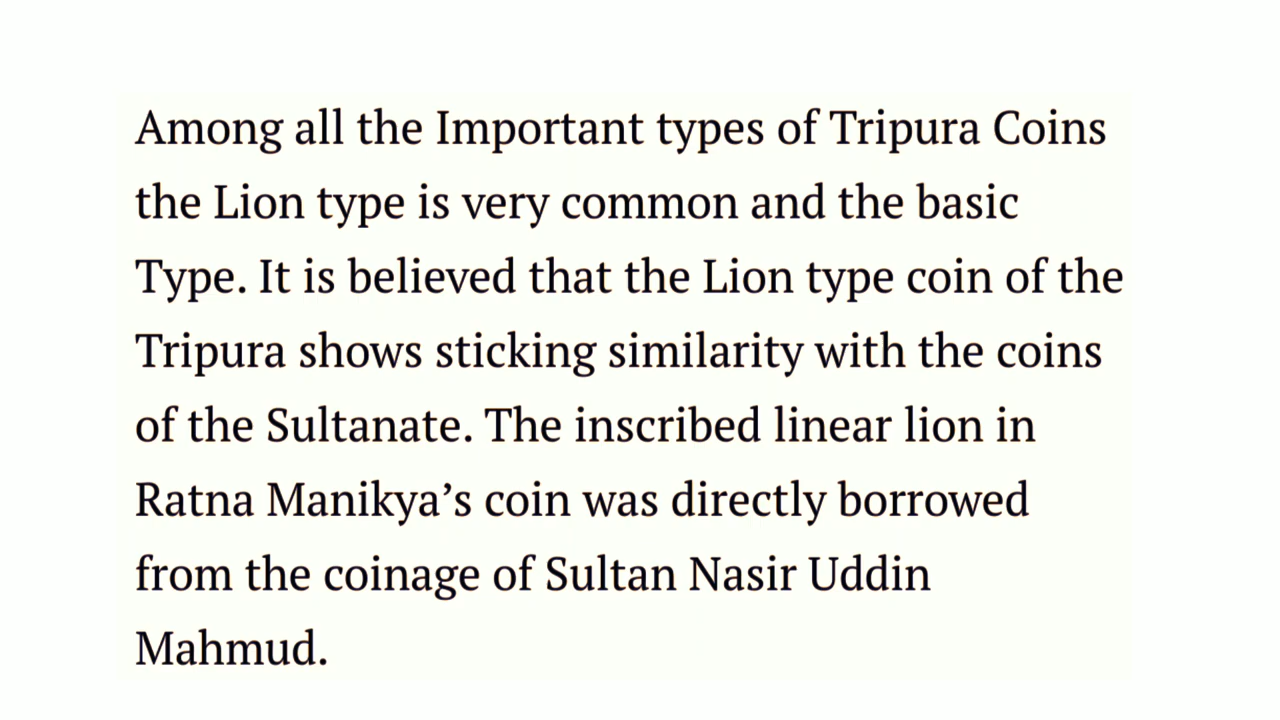 Among all the Important types of Tripura Coins
the Lion type is very common and the basic
Type. It is believed that the Lion type coin of the
Tripura shows sticking similarity with the coins
of the Sultanate. The inscribed linear lion in
Ratna Manikya’s coin was directly borrowed
from the coinage of Sultan Nasir Uddin
Mahmud.